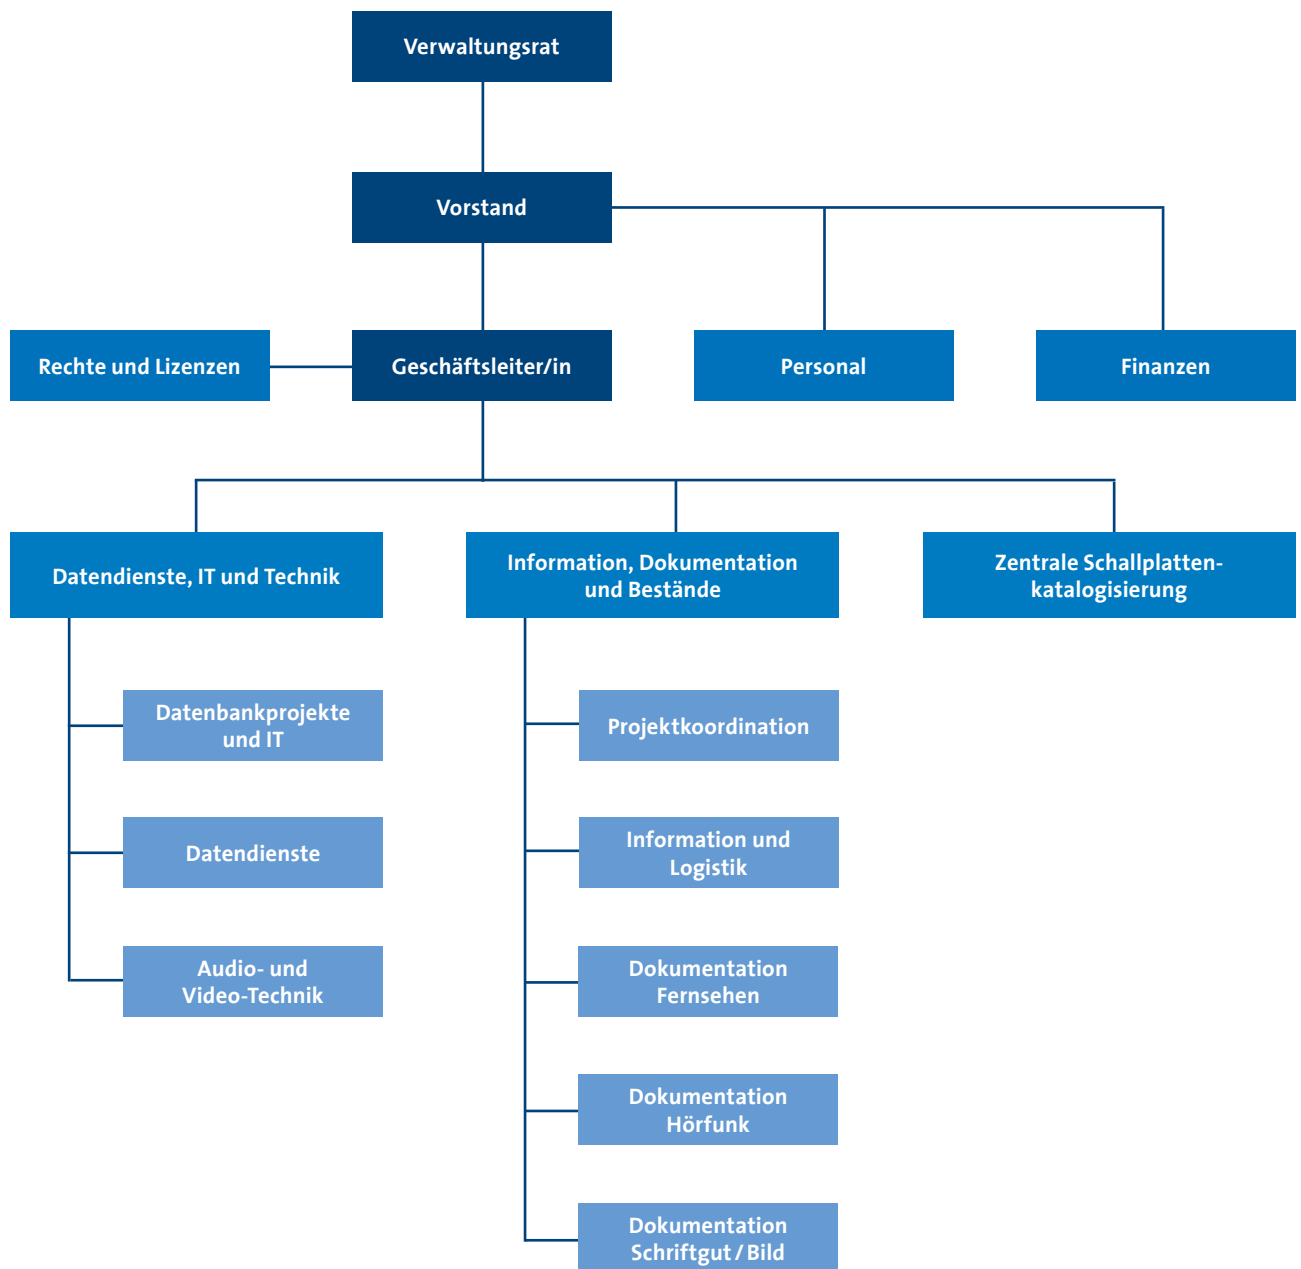 Verwaltungsrat
Vorstand
Rechte und Lizenzen
Geschäftsleiter/in
Personal
Finanzen
Datendienste, IT und Technik
Information, Dokumentation
und Bestände
Zentrale Schallplatten-
katalogisierung
Datenbankprojekte
und IT
Datendienste
Audio- und
Video-Technik
Projektkoordination
Information und
Logistik
Dokumentation
Fernsehen
Dokumentation
Hörfunk
Dokumentation
Schriftgut / Bild